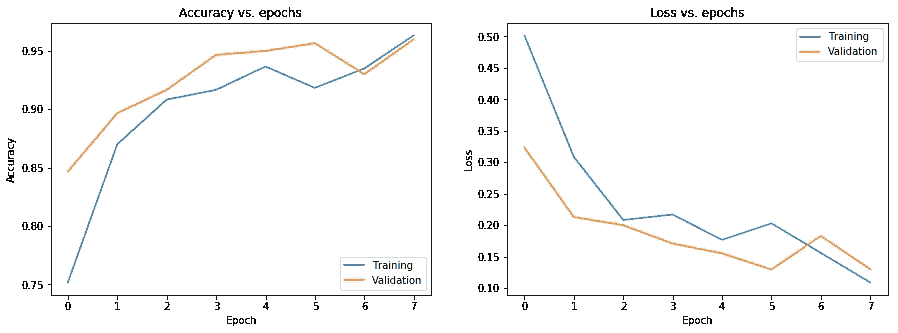 Accuracy vs. epochs
Accuracy
0.95
0.90
0.85
0.80
0.75
0 1 2 3 4 5 6 7
Epoch
Training
Validation
Loss vs. epochs
Loss
0.50
0.45
0.40
0.35
0.30
0.25
0.20
0.15
0.10
0 1 2 3 4 5 6 7
Epoch
Training
Validation